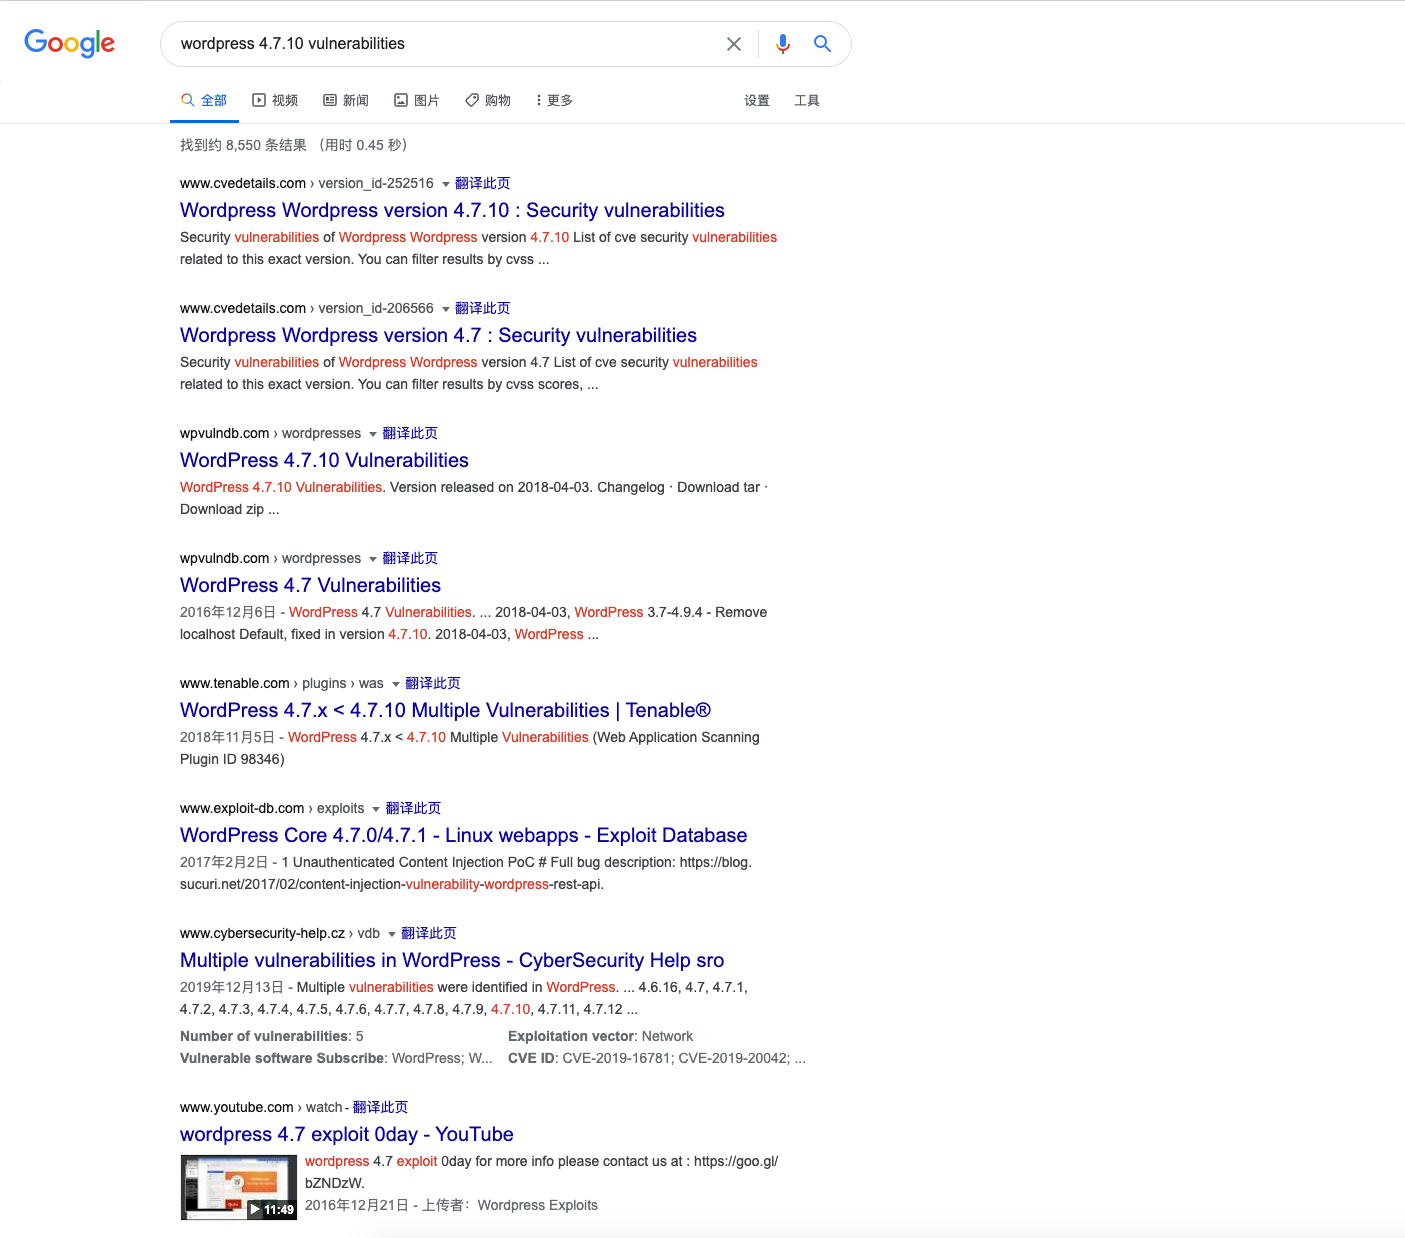 Google
wordpress 4.7.10 vulnerabilities
全部 视频 新闻 图片 购物 更多 设置 工具
找到约 8,550 条结果 （用时 0.45 秒）
www.cvedetails.com › version_id-252516 翻译此页
Wordpress Wordpress version 4.7.10 : Security vulnerabilities
Security vulnerabilities of Wordpress Wordpress version 4.7.10 List of cve security vulnerabilities
related to this exact version. You can filter results by cvss ...
www.cvedetails.com › version_id-206566 翻译此页
Wordpress Wordpress version 4.7 : Security vulnerabilities
Security vulnerabilities of Wordpress Wordpress version 4.7 List of cve security vulnerabilities
related to this exact version. You can filter results by cvss scores, ...
wpvulndb.com › wordpresses 翻译此页
WordPress 4.7.10 Vulnerabilities
WordPress 4.7.10 Vulnerabilities. Version released on 2018-04-03. Changelog · Download tar ·
Download zip ...
wpvulndb.com › wordpresses 翻译此页
WordPress 4.7 Vulnerabilities
2016年12月6日 - WordPress 4.7 Vulnerabilities. ... 2018-04-03, WordPress 3.7-4.9.4 - Remove
localhost Default, fixed in version 4.7.10. 2018-04-03, WordPress ...
www.tenable.com › plugins › was 翻译此页
WordPress 4.7.x < 4.7.10 Multiple Vulnerabilities | Tenable®
2018年11月5日 - WordPress 4.7.x < 4.7.10 Multiple Vulnerabilities (Web Application Scanning
Plugin ID 98346)
www.exploit-db.com › exploits 翻译此页
WordPress Core 4.7.0/4.7.1 - Linux webapps - Exploit Database
2017年2月2日 - 1 Unauthenticated Content Injection PoC # Full bug description: https://blog.
sucuri.net/2017/02/content-injection-vulnerability-wordpress-rest-api.
www.cybersecurity-help.cz › vdb 翻译此页
Multiple vulnerabilities in WordPress - CyberSecurity Help sro
2019年12月13日 - Multiple vulnerabilities were identified in WordPress. ... 4.6.16, 4.7, 4.7.1,
4.7.2, 4.7.3, 4.7.4, 4.7.5, 4.7.6, 4.7.7, 4.7.8, 4.7.9, 4.7.10, 4.7.11, 4.7.12 ...
Number of vulnerabilities: 5 Exploitation vector: Network
Vulnerable software Subscribe: WordPress; W... CVE ID: CVE-2019-16781; CVE-2019-20042; ...
www.youtube.com › watch - 翻译此页
wordpress 4.7 exploit 0day - YouTube
wordpress 4.7 exploit 0day for more info please contact us at : https://goo.gl/
bZNDzW.
11:49
2016年12月21日 - 上传者：Wordpress Exploits